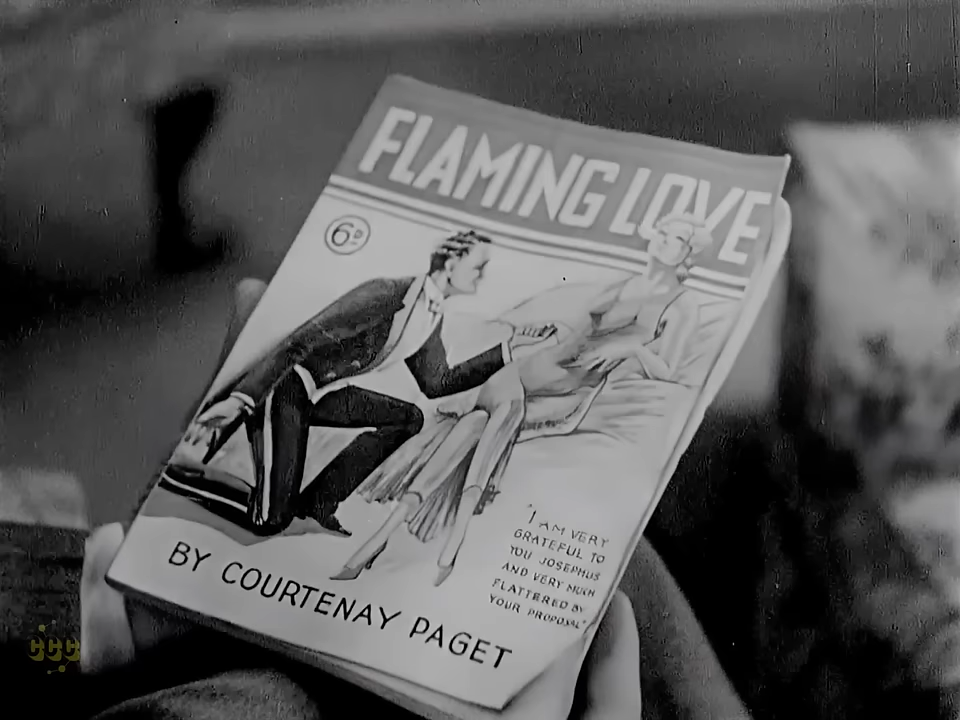 FLAMING LOVE
6D
"I AM VERY
GRATEFUL TO
YOU JOSEPHUS
AND VERY MUCH
FLATTERED BY
YOUR PROPOSAL"
BY COURTENAY PAGET
ccc